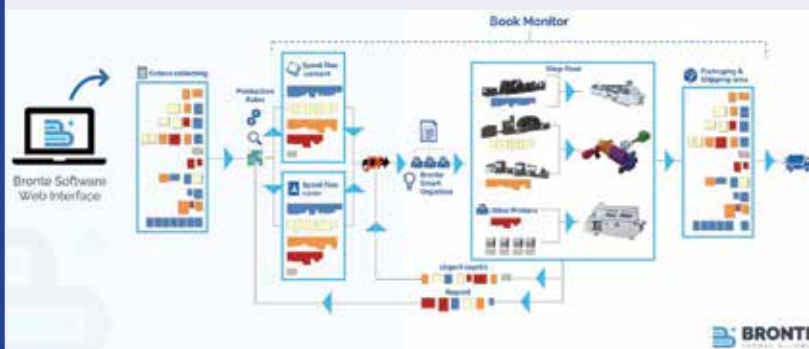 Book Monitor
Orders collecting
Production
Rules
Spool files
content
Shop Floor
Packaging &
Shipping area
Bronte Software
Web Interface
Bronte
Smart
Organizer
Spool files
cover
Other Printers
Urgent reprint
Reprint
BRONTE